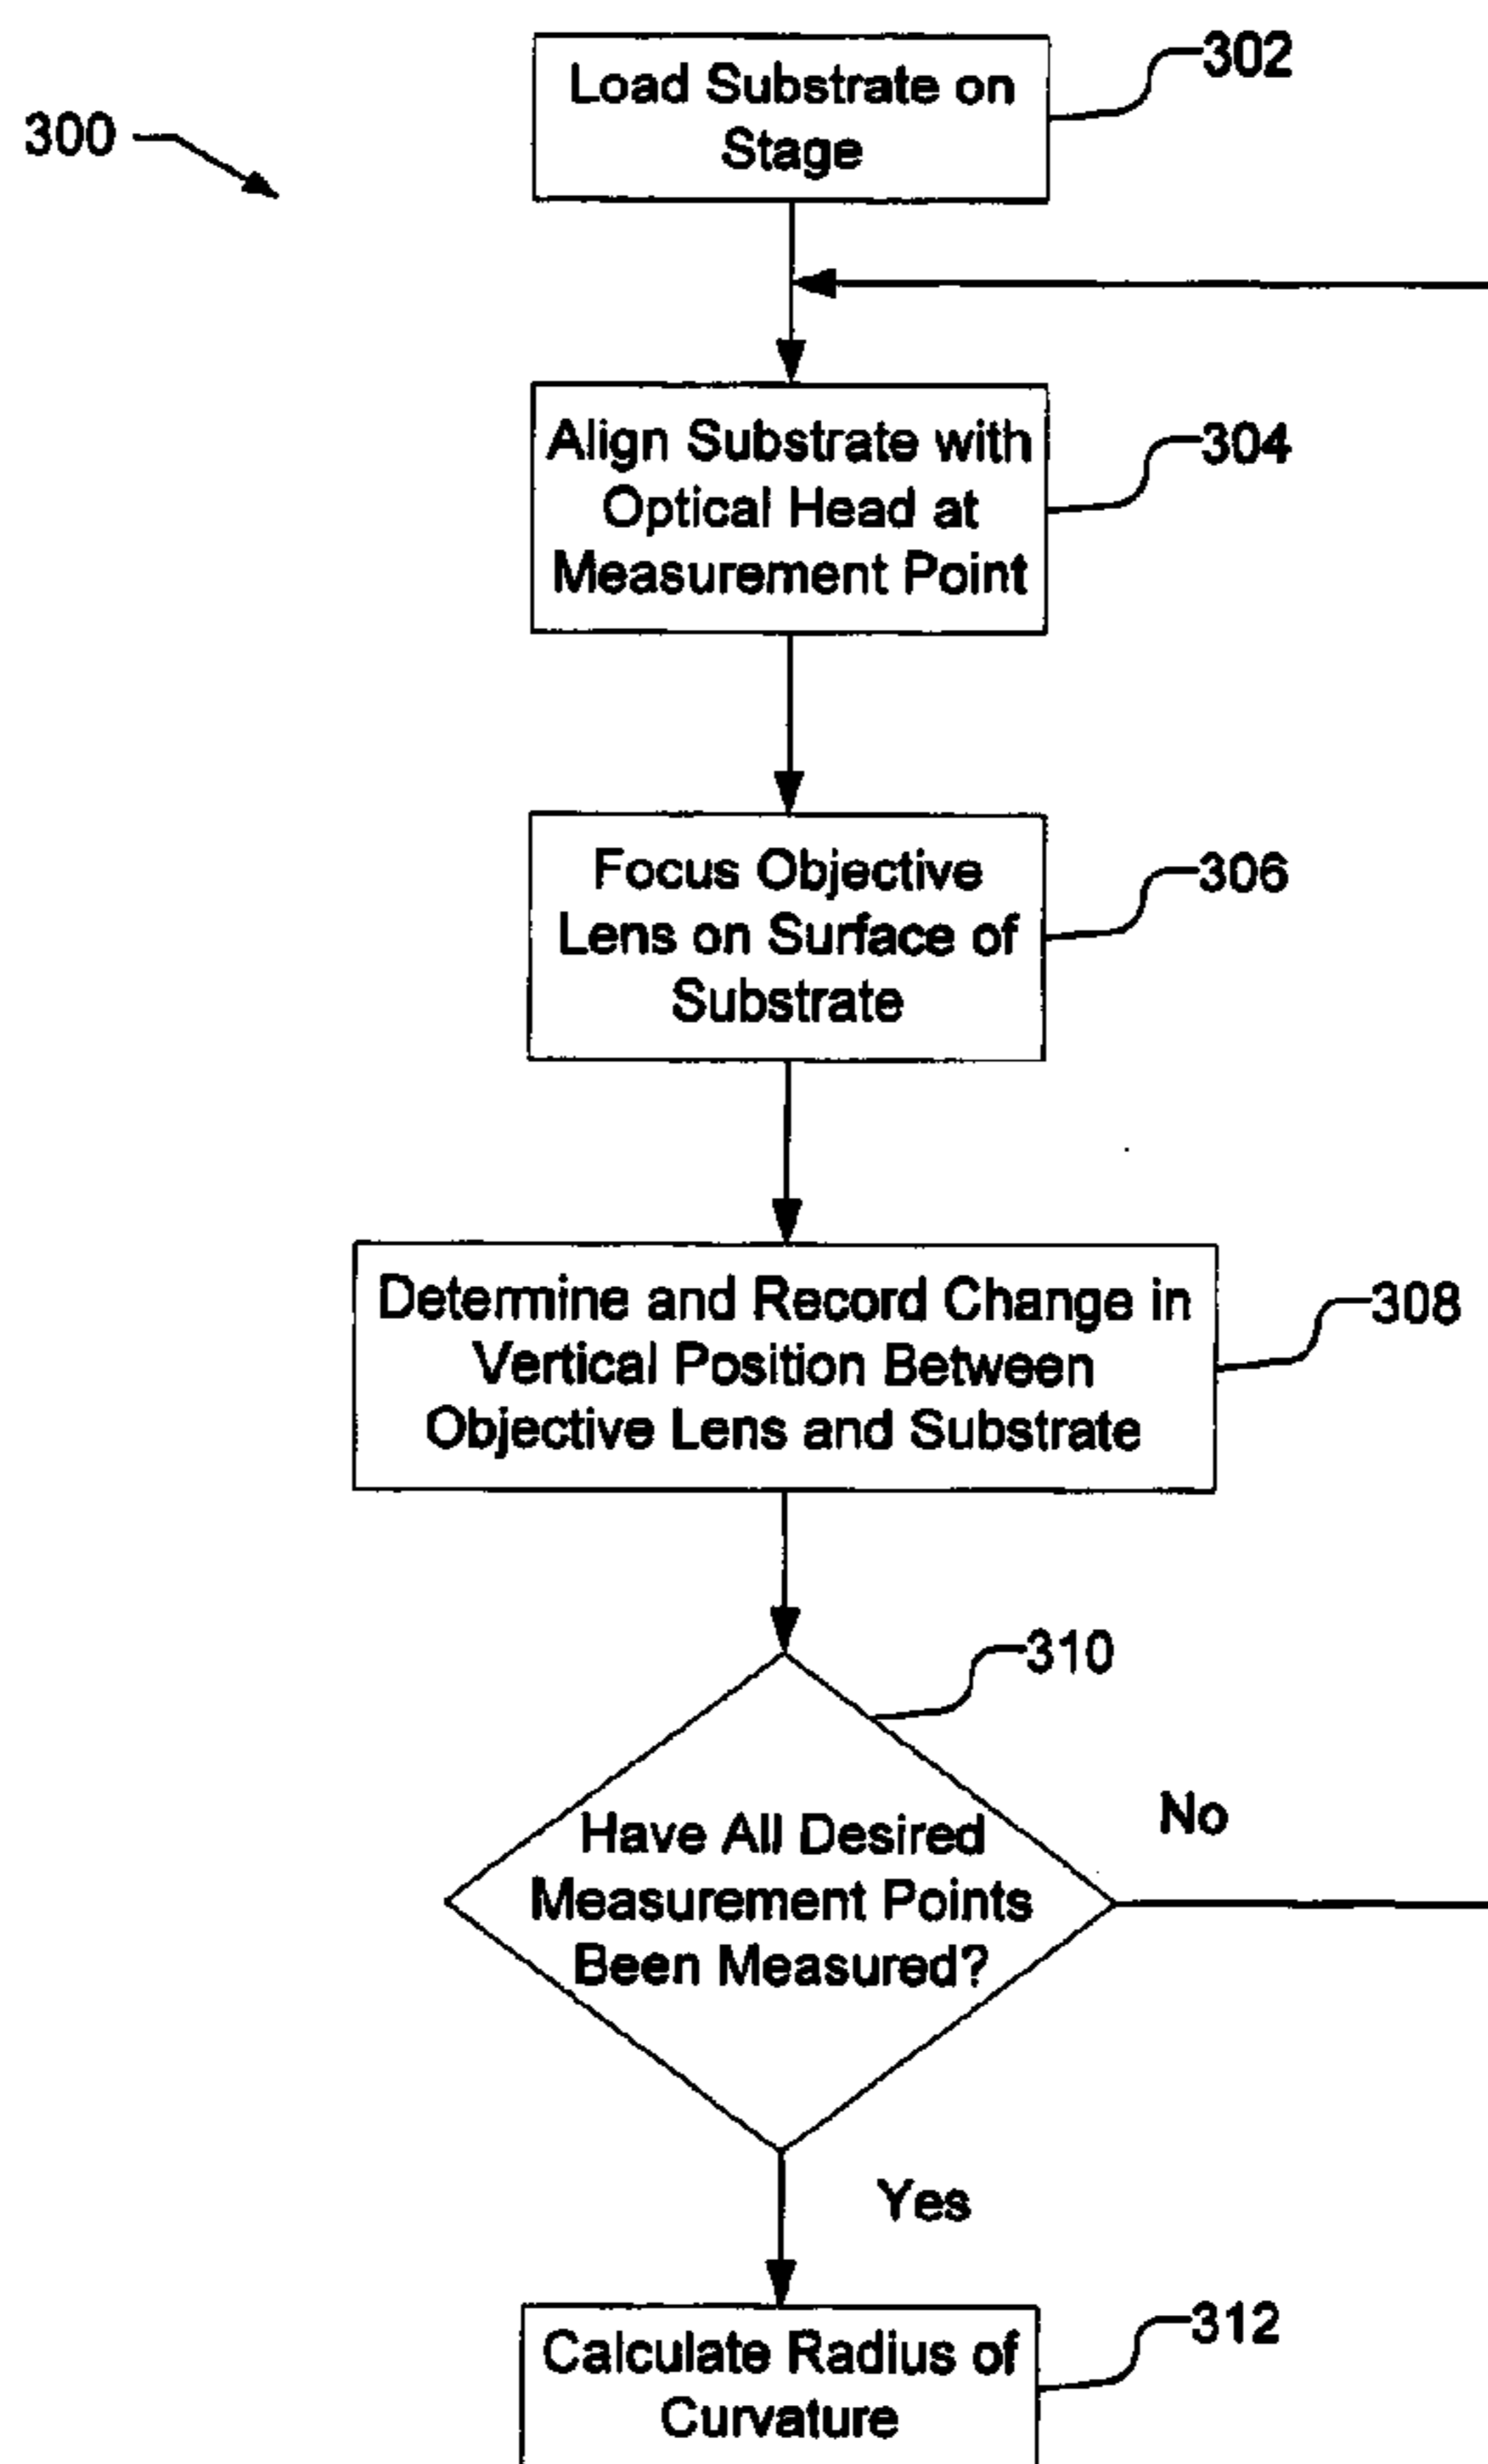 302
Load Substrate on
Stage
300
304
Align Substrate with
Optical Head at
Measurement Point
306
Focus Objective
Lens on Surface of
Substrate
308
Determine and Record Change in
Vertical Position Between
Objective Lens and Substrate
310
Have All Desired
Measurement Points
Been Measured?
No
Yes
312
Calculate Radius of
Curvature